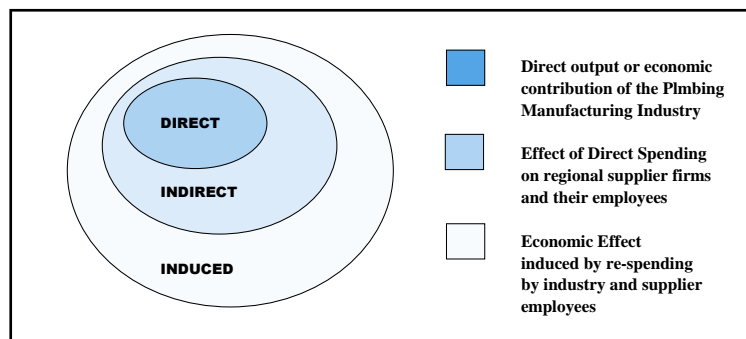 DIRECT
INDIRECT
INDUCED
Direct output or economic
contribution of the Plmbing
Manufacturing Industry
Effect of Direct Spending
on regional supplier firms
and their employees
Economic Effect
induced by re-spending
by industry and supplier
employees